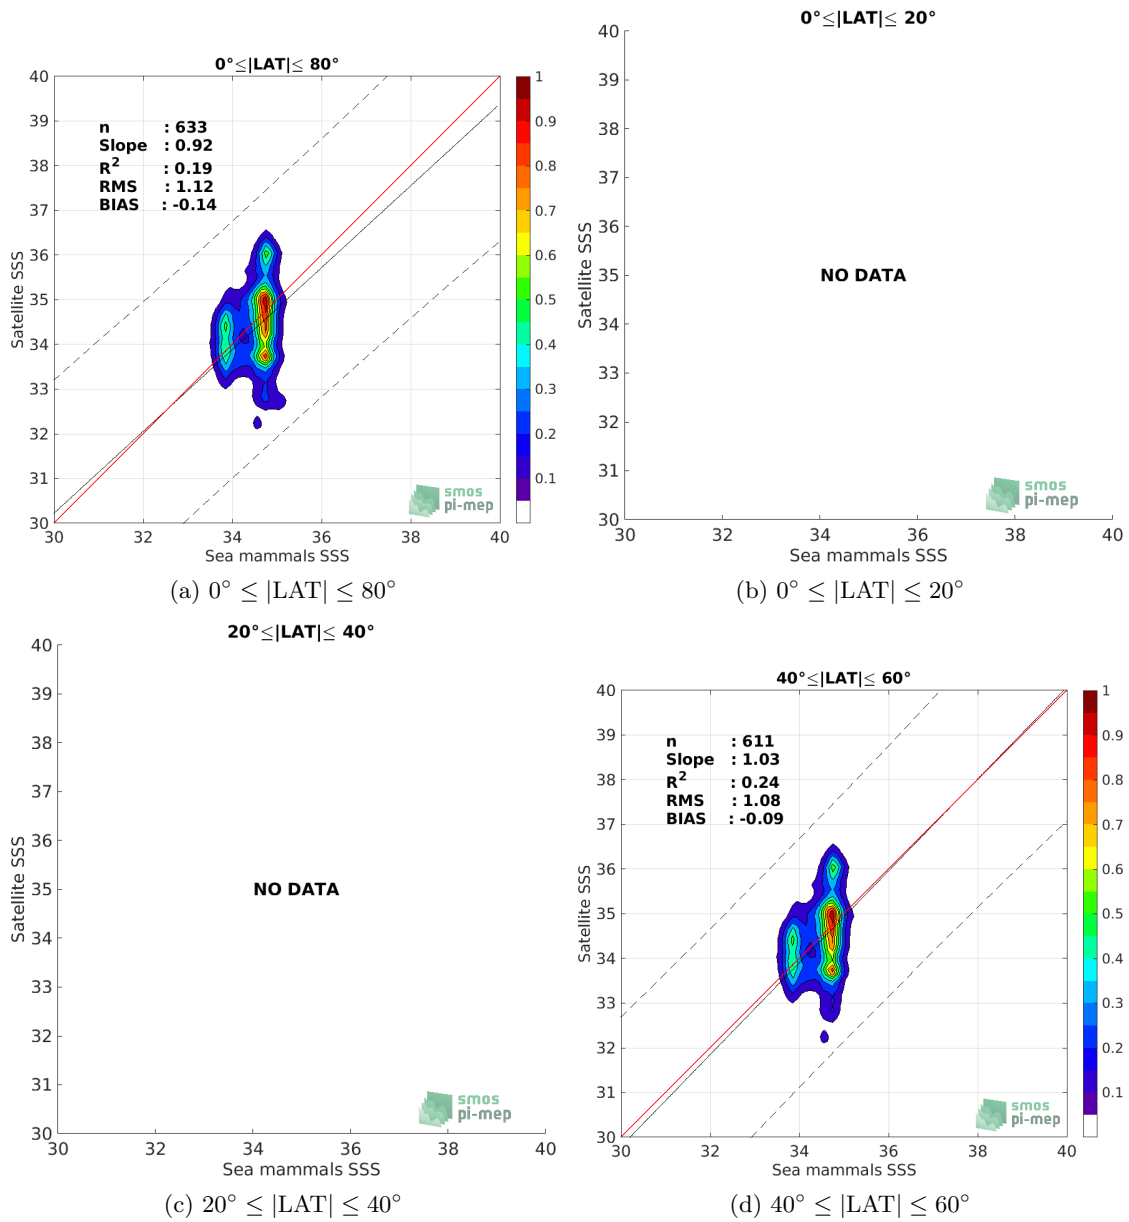 0°≤|LAT|≤ 80°
40
39
38
37
36
35
34
33
32
31
30
n : 633
Slope : 0.92
R² : 0.19
RMS : 1.12
BIAS : -0.14
Satellite SSS
30 32 34 36 38 40
Sea mammals SSS
smos
pi-mep
1
0.9
0.8
0.7
0.6
0.5
0.4
0.3
0.2
0.1
(a) 0° ≤ |LAT| ≤ 80°
0°≤|LAT|≤ 20°
40
39
38
37
36
35
34
33
32
31
30
Satellite SSS
NO DATA
smos
pi-mep
30 32 34 36 38 40
Sea mammals SSS
(b) 0° ≤ |LAT| ≤ 20°
20°≤|LAT|≤ 40°
40
39
38
37
36
35
34
33
32
31
30
Satellite SSS
NO DATA
smos
pi-mep
30 32 34 36 38 40
Sea mammals SSS
(c) 20° ≤ |LAT| ≤ 40°
40°≤|LAT|≤ 60°
40
39
38
37
36
35
34
33
32
31
30
n : 611
Slope : 1.03
R² : 0.24
RMS : 1.08
BIAS : -0.09
Satellite SSS
smos
pi-mep
30 32 34 36 38 40
Sea mammals SSS
1
0.9
0.8
0.7
0.6
0.5
0.4
0.3
0.2
0.1
(d) 40° ≤ |LAT| ≤ 60°